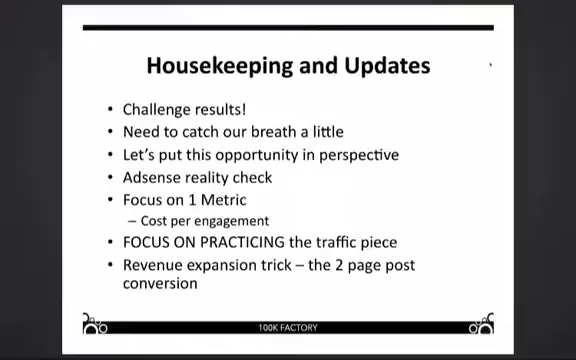 Housekeeping and Updates
• Challenge results!
• Need to catch our breath a little
• Let's put this opportunity in perspective
• Adsense reality check
• Focus on 1 Metric
– Cost per engagement
• FOCUS ON PRACTICING the traffic piece
• Revenue expansion trick – the 2 page post
conversion
100K FACTORY